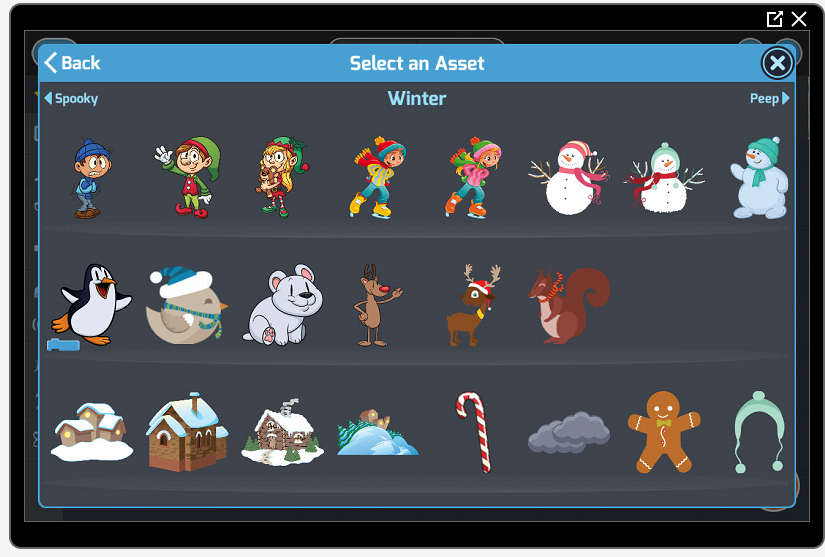 Back
Select an Asset
Spooky
Winter
Peep